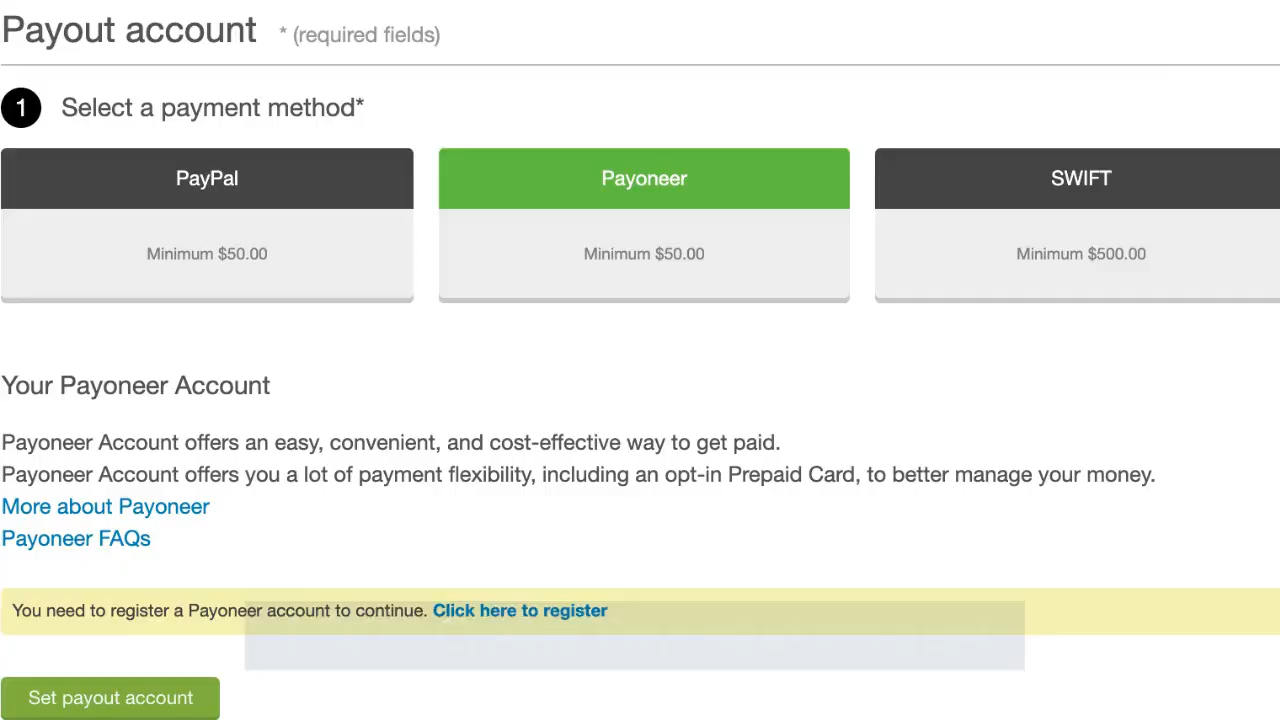 Payout account * (required fields)
1 Select a payment method*
PayPal Payoneer SWIFT
Minimum $50.00 Minimum $50.00 Minimum $500.00
Your Payoneer Account
Payoneer Account offers an easy, convenient, and cost-effective way to get paid.
Payoneer Account offers you a lot of payment flexibility, including an opt-in Prepaid Card, to better manage your money.
More about Payoneer
Payoneer FAQs
You need to register a Payoneer account to continue. Click here to register
Set payout account